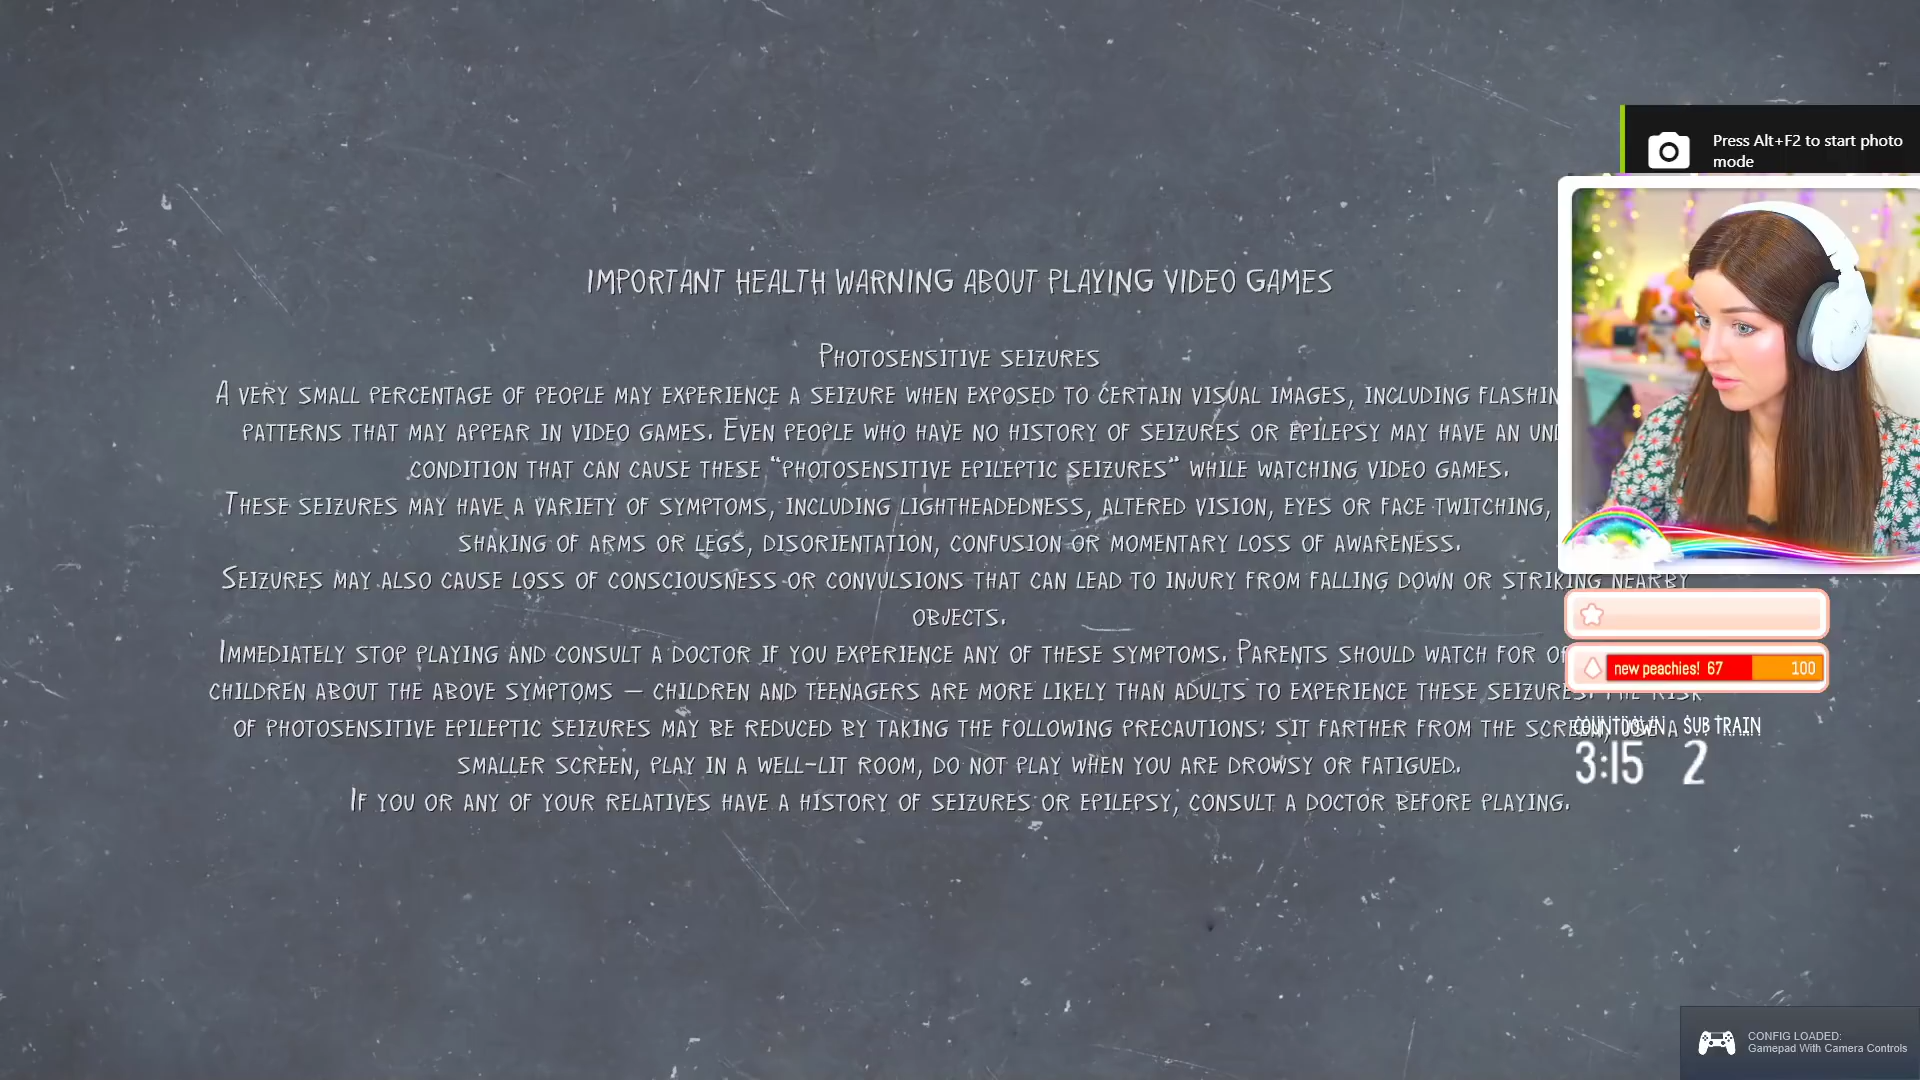 Press Alt+F2 to start photo
mode
IMPORTANT HEALTH WARNING ABOUT PLAYING VIDEO GAMES
PHOTOSENSITIVE SEIZURES
A VERY SMALL PERCENTAGE OF PEOPLE MAY EXPERIENCE A SEIZURE WHEN EXPOSED TO CERTAIN VISUAL IMAGES, INCLUDING
PATTERNS THAT MAY APPEAR IN VIDEO GAMES. EVEN PEOPLE WHO HAVE NO HISTORY OF SEIZURES OR EPILEPSY MAY HAVE AN
CONDITION THAT CAN CAUSE THESE "PHOTOSENSITIVE EPILEPTIC SEIZURES" WHILE WATCHING VIDEO GAMES.
THESE SEIZURES MAY HAVE A VARIETY OF SYMPTOMS, INCLUDING LIGHTHEADEDNESS, ALTERED VISION, EYES OR FACE TWITCHING,
SHAKING OF ARMS OR LEGS, DISORIENTATION, CONFUSION OR MOMENTARY LOSS OF AWARENESS.
SEIZURES MAY ALSO CAUSE LOSS OF CONSCIOUSNESS OR CONVULSIONS THAT CAN LEAD TO INJURY FROM FALLING DOWN OR STRIKING NEARBY
OBJECTS.
IMMEDIATELY STOP PLAYING AND CONSULT A DOCTOR IF YOU EXPERIENCE ANY OF THESE SYMPTOMS. PARENTS SHOULD WATCH FOR
CHILDREN ABOUT THE ABOVE SYMPTOMS — CHILDREN AND TEENAGERS ARE MORE LIKELY THAN ADULTS TO EXPERIENCE THESE SEIZURES. THE RISK
OF PHOTOSENSITIVE EPILEPTIC SEIZURES MAY BE REDUCED BY TAKING THE FOLLOWING PRECAUTIONS: SIT FARTHER FROM THE SCREEN, USE A
SMALLER SCREEN, PLAY IN A WELL-LIT ROOM, DO NOT PLAY WHEN YOU ARE DROWSY OR FATIGUED.
IF YOU OR ANY OF YOUR RELATIVES HAVE A HISTORY OF SEIZURES OR EPILEPSY, CONSULT A DOCTOR BEFORE PLAYING.
new peachies! 67 100
COUNTDOWN SUB TRAIN
3:15 2
CONFIG LOADED:
Gamepad With Camera Controls